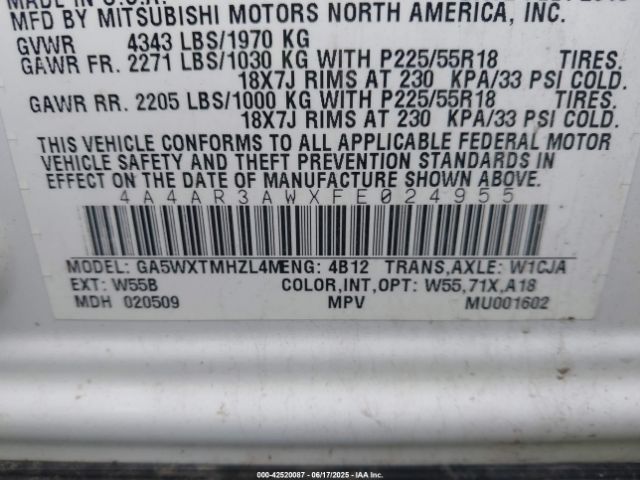 MADE IN U.S.A.
MFD BY MITSUBISHI MOTORS NORTH AMERICA, INC.
GVWR 4343 LBS/1970 KG
GAWR FR. 2271 LBS/1030 KG WITH P225/55R18 TIRES.
18X7J RIMS AT 230 KPA/33 PSI COLD.
GAWR RR. 2205 LBS/1000 KG WITH P225/55R18 TIRES.
18X7J RIMS AT 230 KPA/33 PSI COLD.
THIS VEHICLE CONFORMS TO ALL APPLICABLE FEDERAL MOTOR
VEHICLE SAFETY AND THEFT PREVENTION STANDARDS IN
EFFECT ON THE DATE OF MANUFACTURE SHOWN ABOVE.
4A4AR3AWXFE024955
MODEL: GA5WXTMHZL4M ENG: 4B12 TRANS,AXLE: W1CJA
EXT: W55B COLOR,INT,OPT: W55,71X,A18
MDH 020509 MPV MU001602
000-42520087 - 06/17/2025 - IAA Inc.